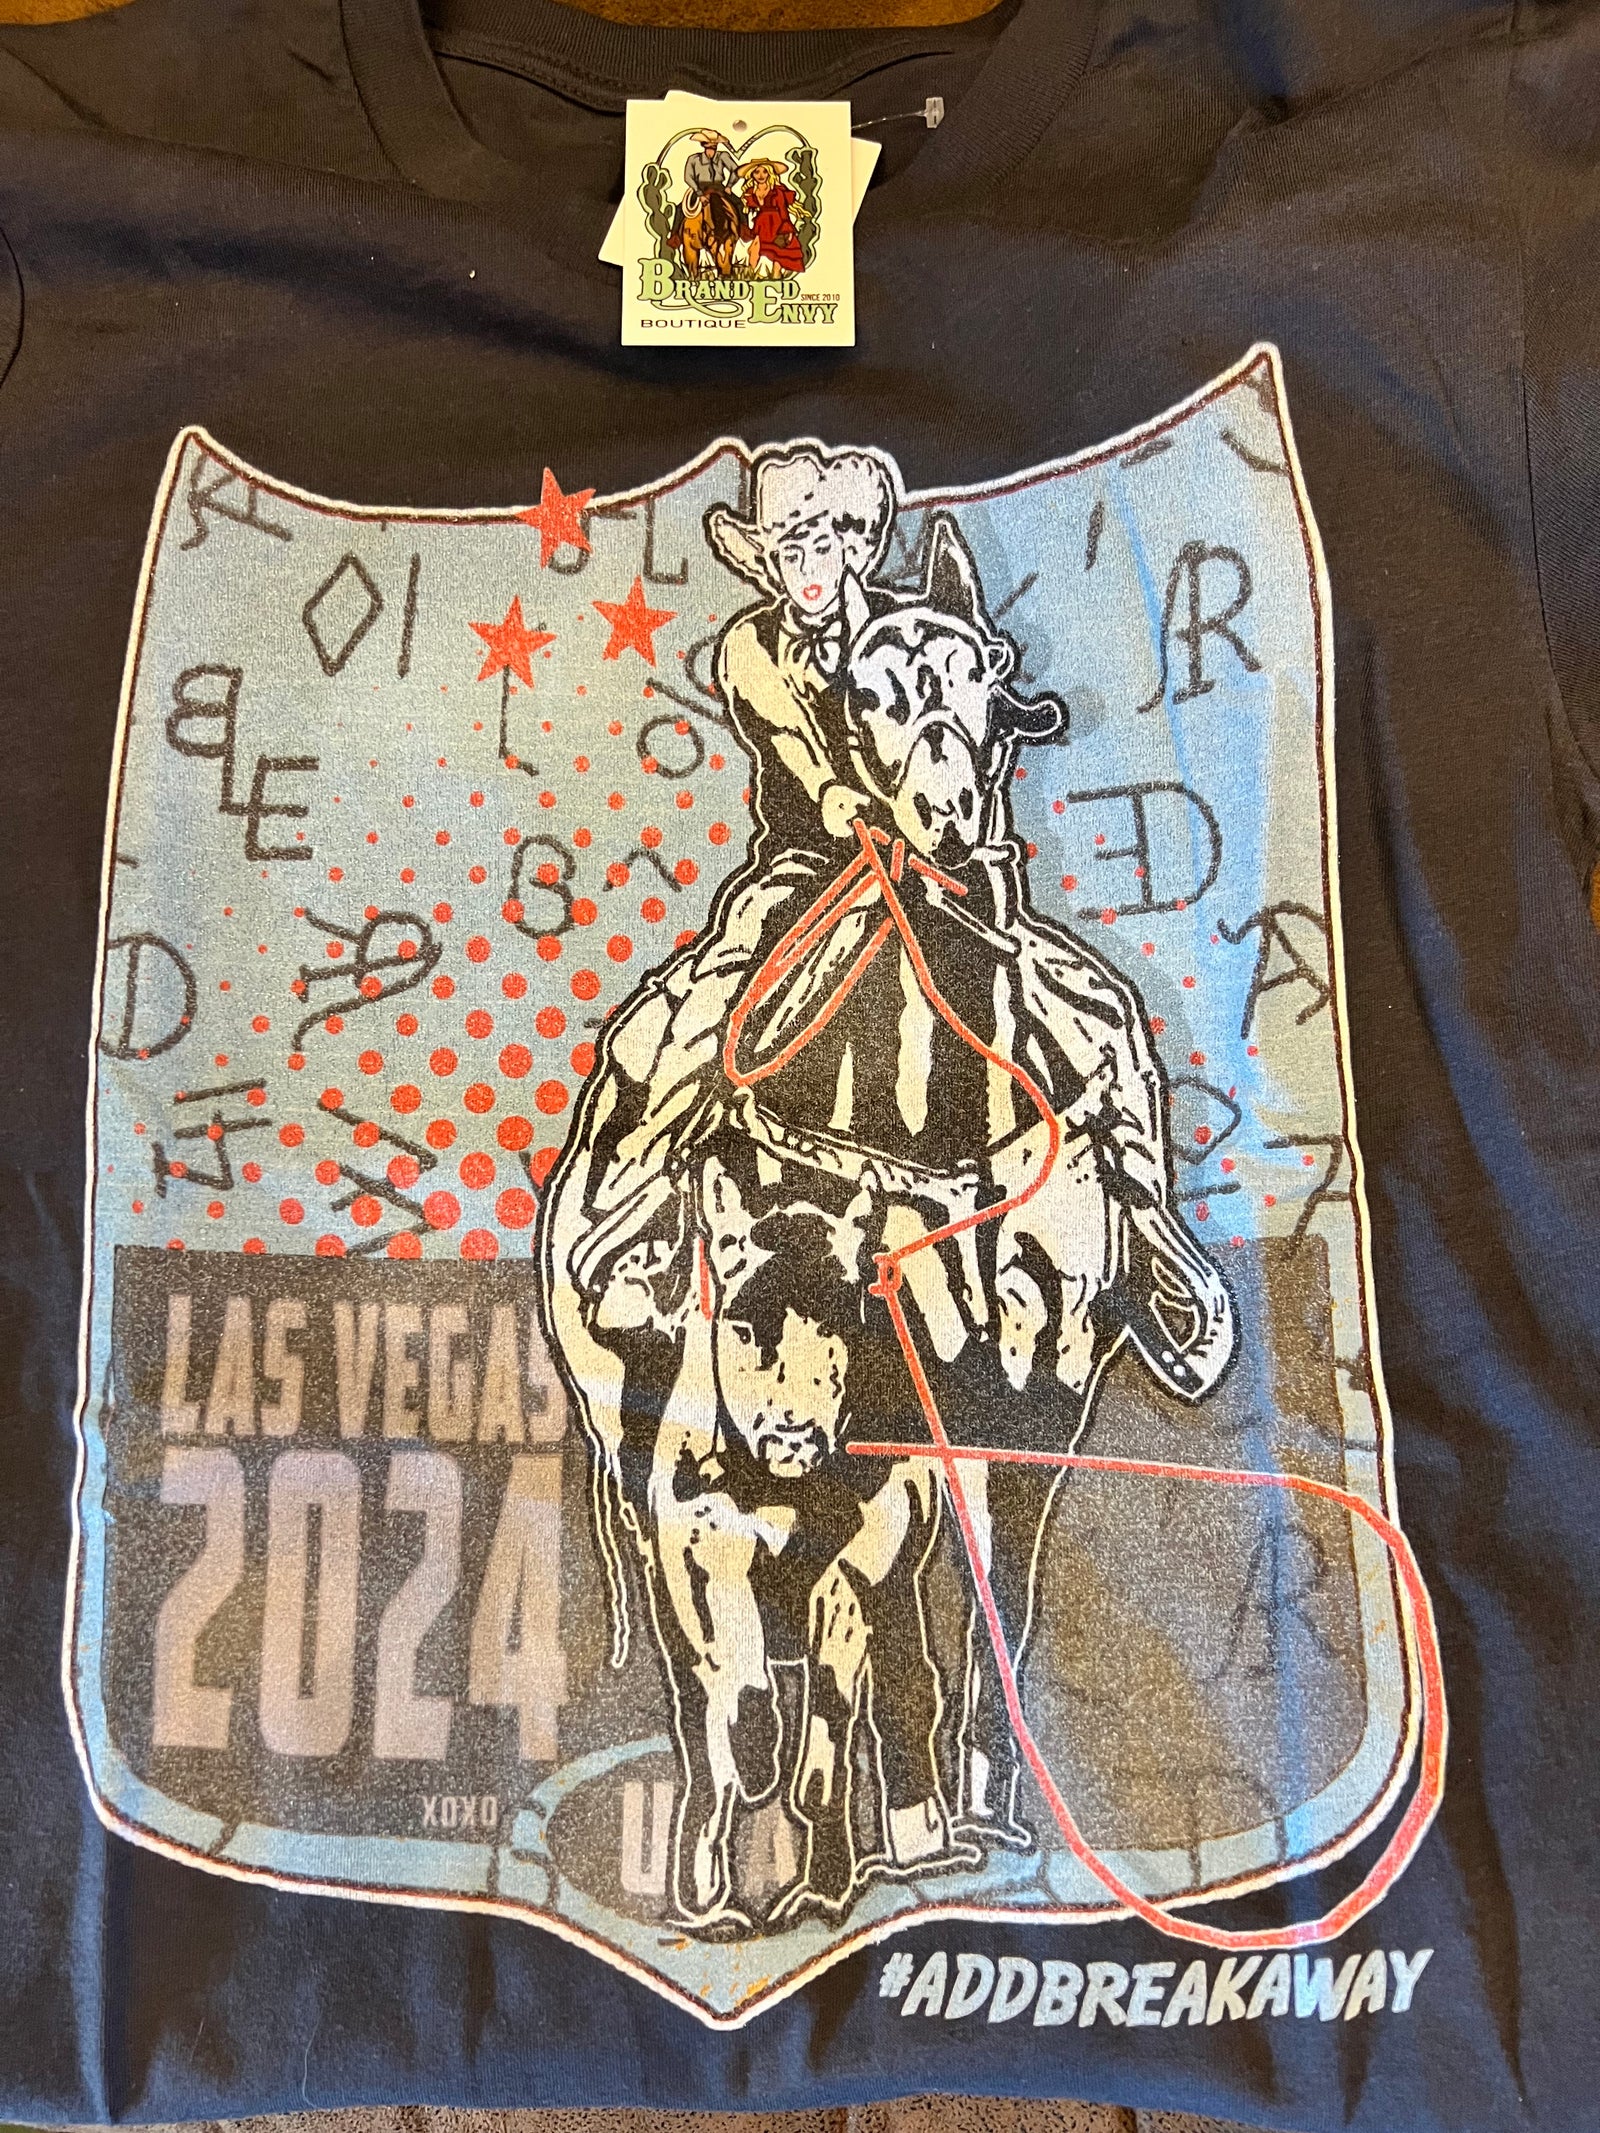 BRANDED
SINCE 2010
BOUTIQUE ENVY
LAS VEGAS
2024
XOXO
#ADDBREAKAWAY